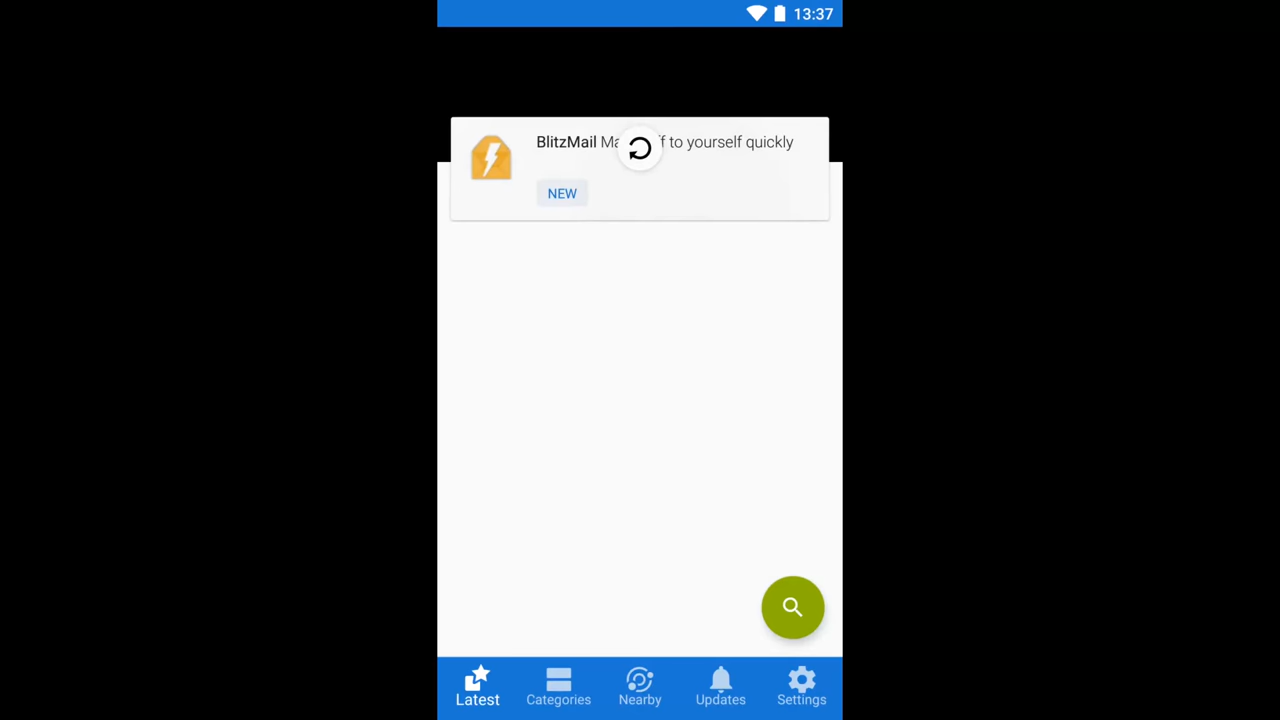 13:37
BlitzMail to yourself quickly
NEW
Latest
Categories
Nearby
Updates
Settings